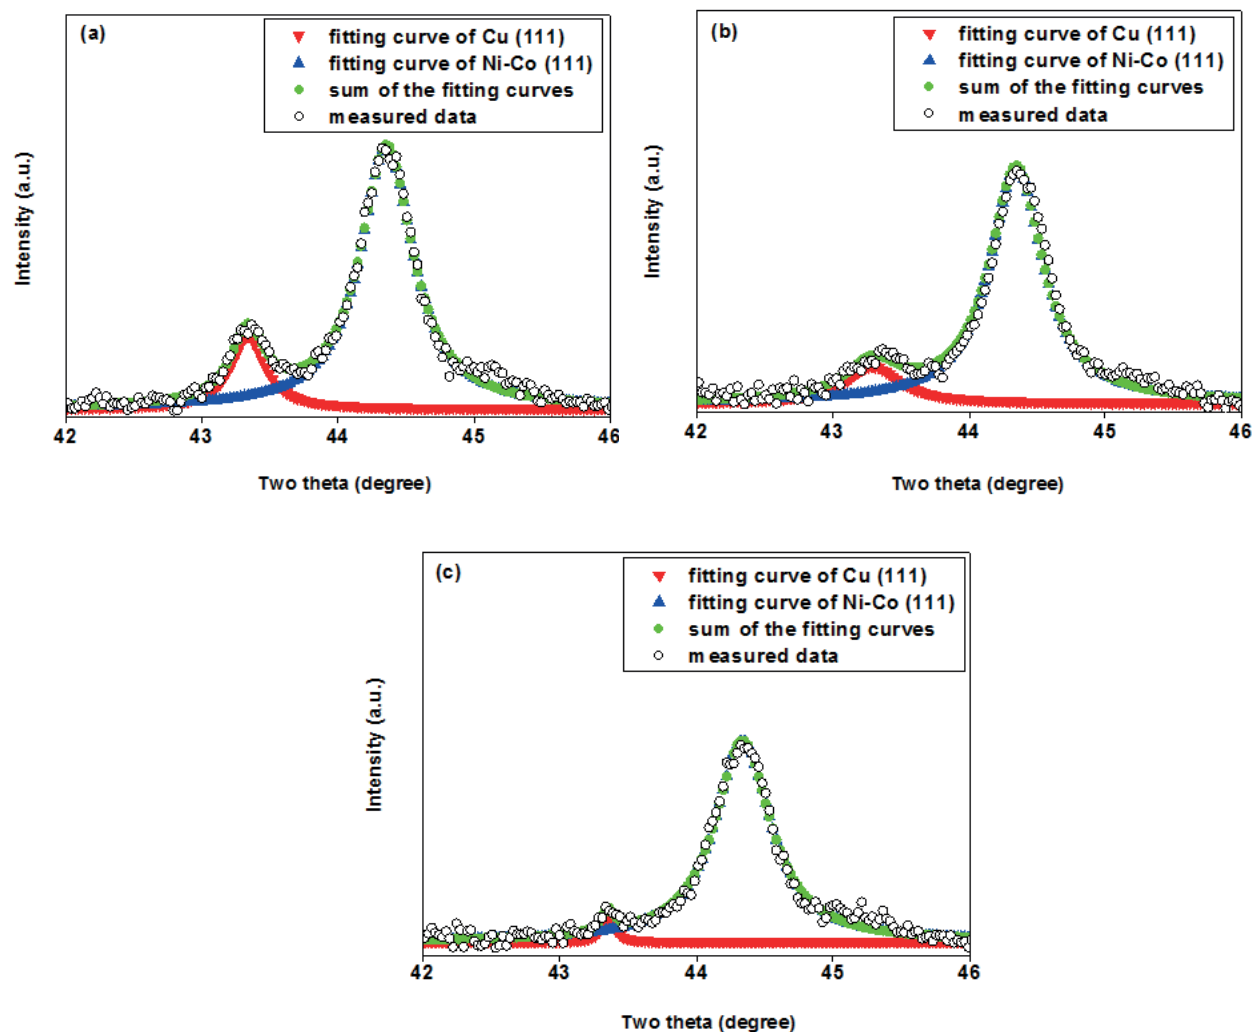 (a)
fitting curve of Cu (111)
fitting curve of Ni-Co (111)
sum of the fitting curves
measured data
Intensity (a.u.)
42 43 44 45 46
Two theta (degree)
(b)
fitting curve of Cu (111)
fitting curve of Ni-Co (111)
sum of the fitting curves
measured data
Intensity (a.u.)
42 43 44 45 46
Two theta (degree)
(c)
fitting curve of Cu (111)
fitting curve of Ni-Co (111)
sum of the fitting curves
measured data
Intensity (a.u.)
42 43 44 45 46
Two theta (degree)